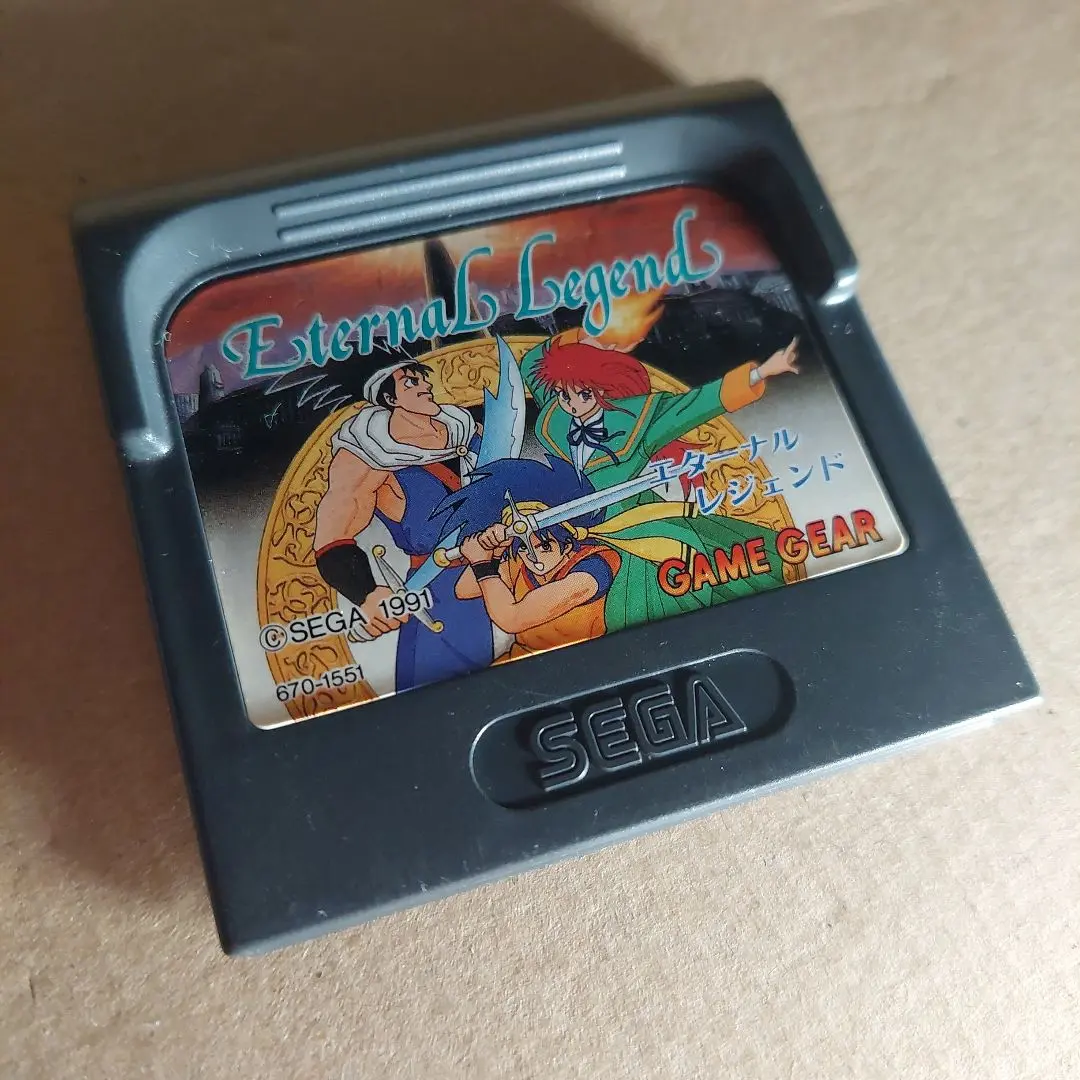 Eternal Legend
エターナル
レジェンド
GAME GEAR
©SEGA 1991
670-1551
SEGA